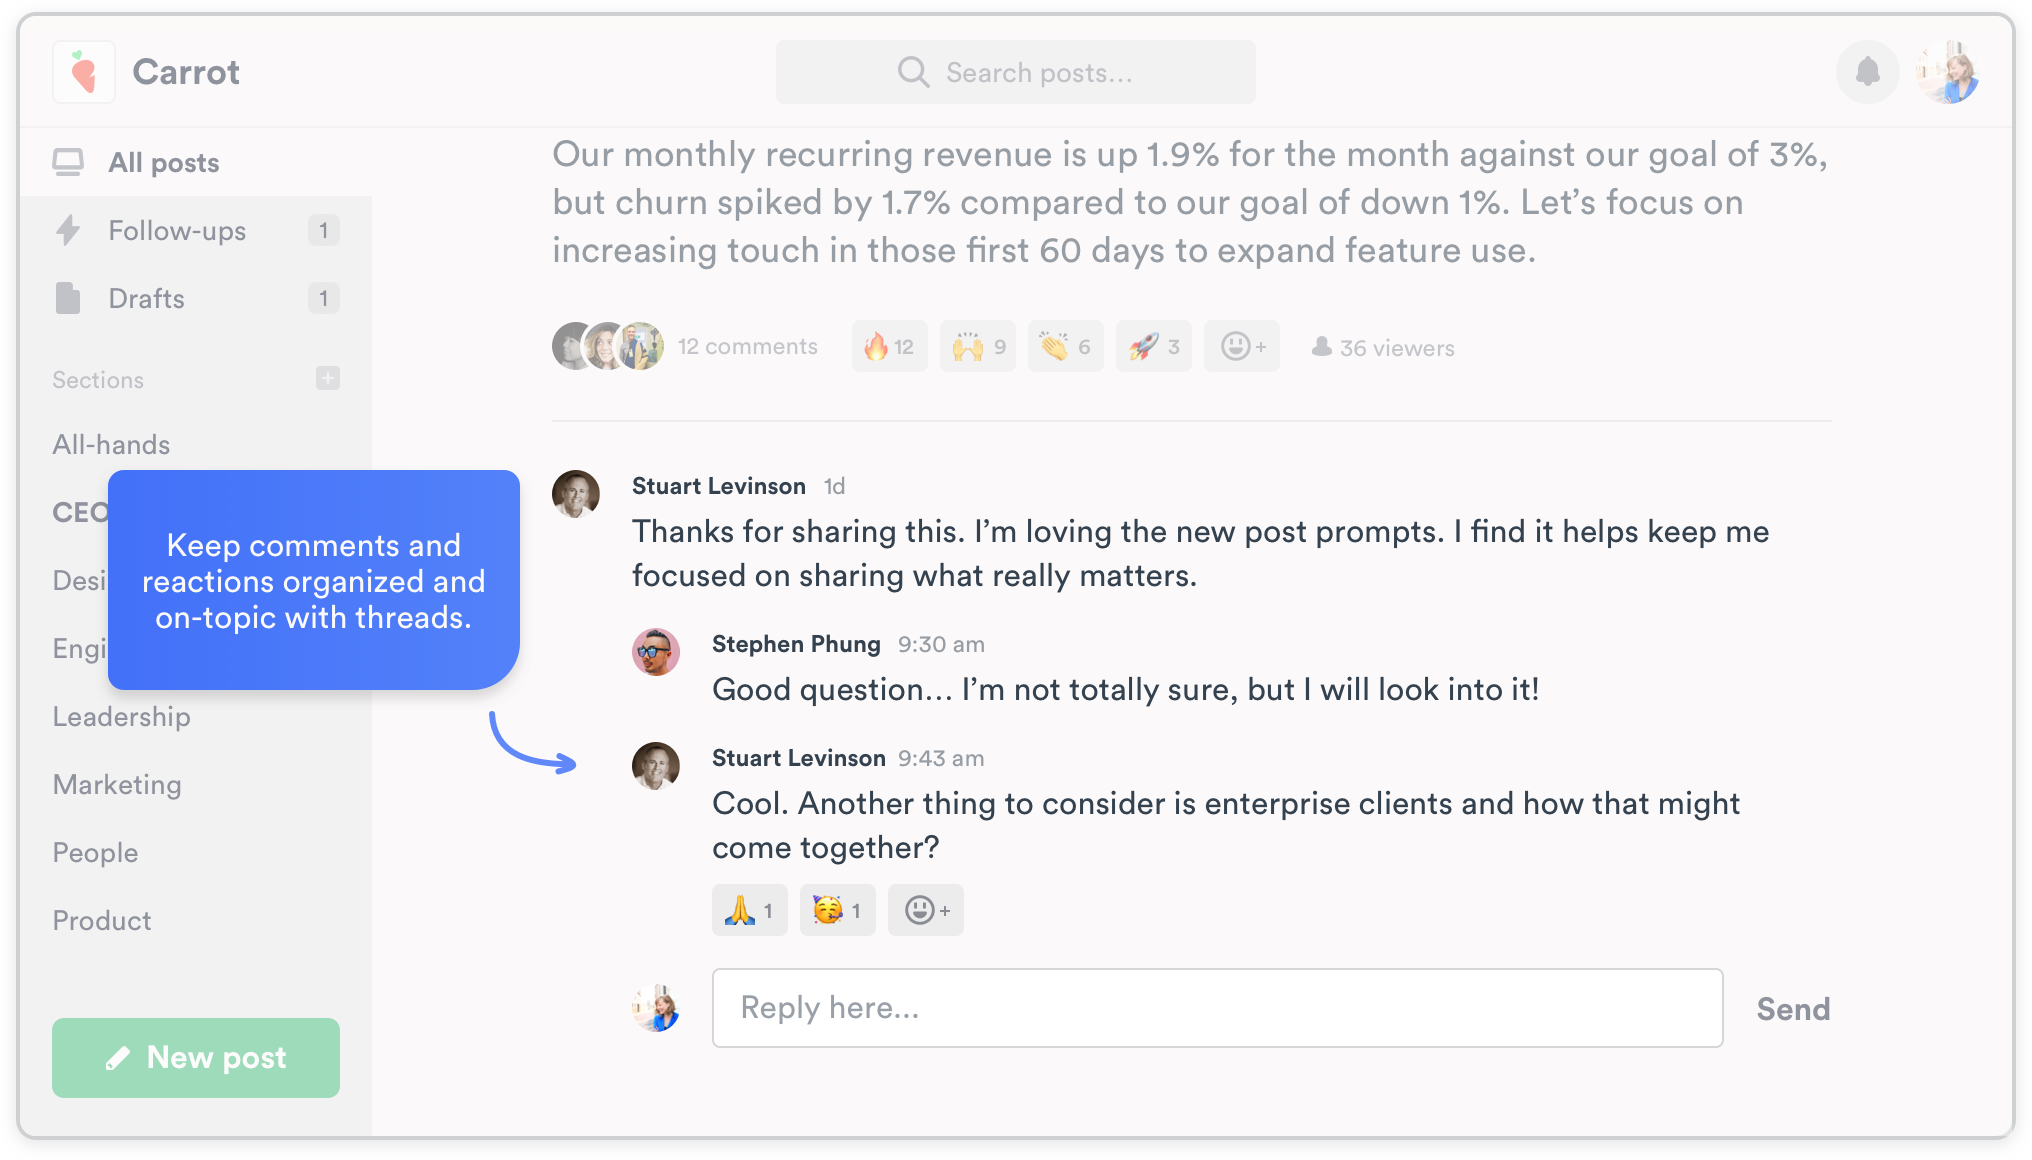 Carrot
Search posts...
All posts
Follow-ups 1
Drafts 1
Sections
All-hands
CEO
Leadership
Marketing
People
Product
New post
Keep comments and
reactions organized and
on-topic with threads.
Our monthly recurring revenue is up 1.9% for the month against our goal of 3%,
but churn spiked by 1.7% compared to our goal of down 1%. Let’s focus on
increasing touch in those first 60 days to expand feature use.
12 comments 12 9 6 3 + 36 viewers
Stuart Levinson 1d
Thanks for sharing this. I’m loving the new post prompts. I find it helps keep me
focused on sharing what really matters.
Stephen Phung 9:30 am
Good question... I’m not totally sure, but I will look into it!
Stuart Levinson 9:43 am
Cool. Another thing to consider is enterprise clients and how that might
come together?
1 1 +
Reply here...
Send